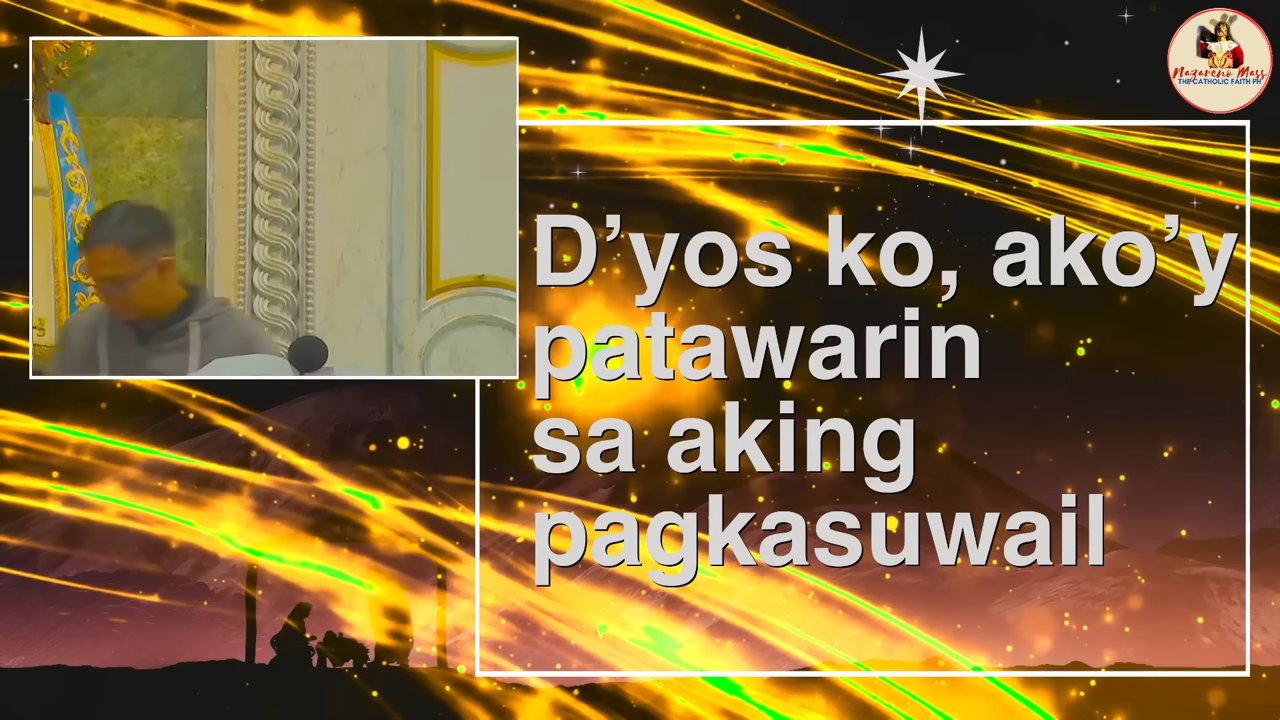 Nazareno Mass
THE CATHOLIC FAITH PH
D’yos ko, ako’y
patawarin
sa aking
pagkasuwail